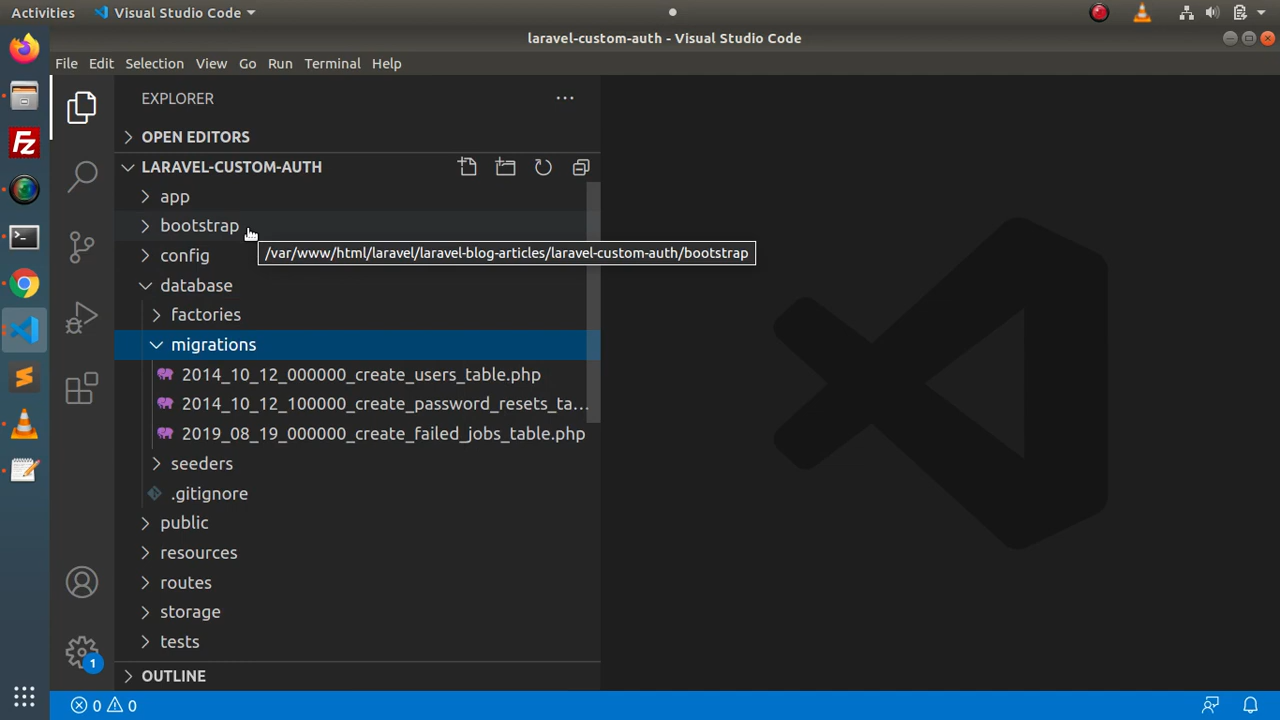 Activities
Visual Studio Code
laravel-custom-auth - Visual Studio Code
File Edit Selection View Go Run Terminal Help
EXPLORER
OPEN EDITORS
LARAVEL-CUSTOM-AUTH
app
bootstrap
/var/www/html/laravel/laravel-blog-articles/laravel-custom-auth/bootstrap
config
database
factories
migrations
2014_10_12_000000_create_users_table.php
2014_10_12_100000_create_password_resets_ta...
2019_08_19_000000_create_failed_jobs_table.php
seeders
.gitignore
public
resources
routes
storage
tests
1
OUTLINE
0 0